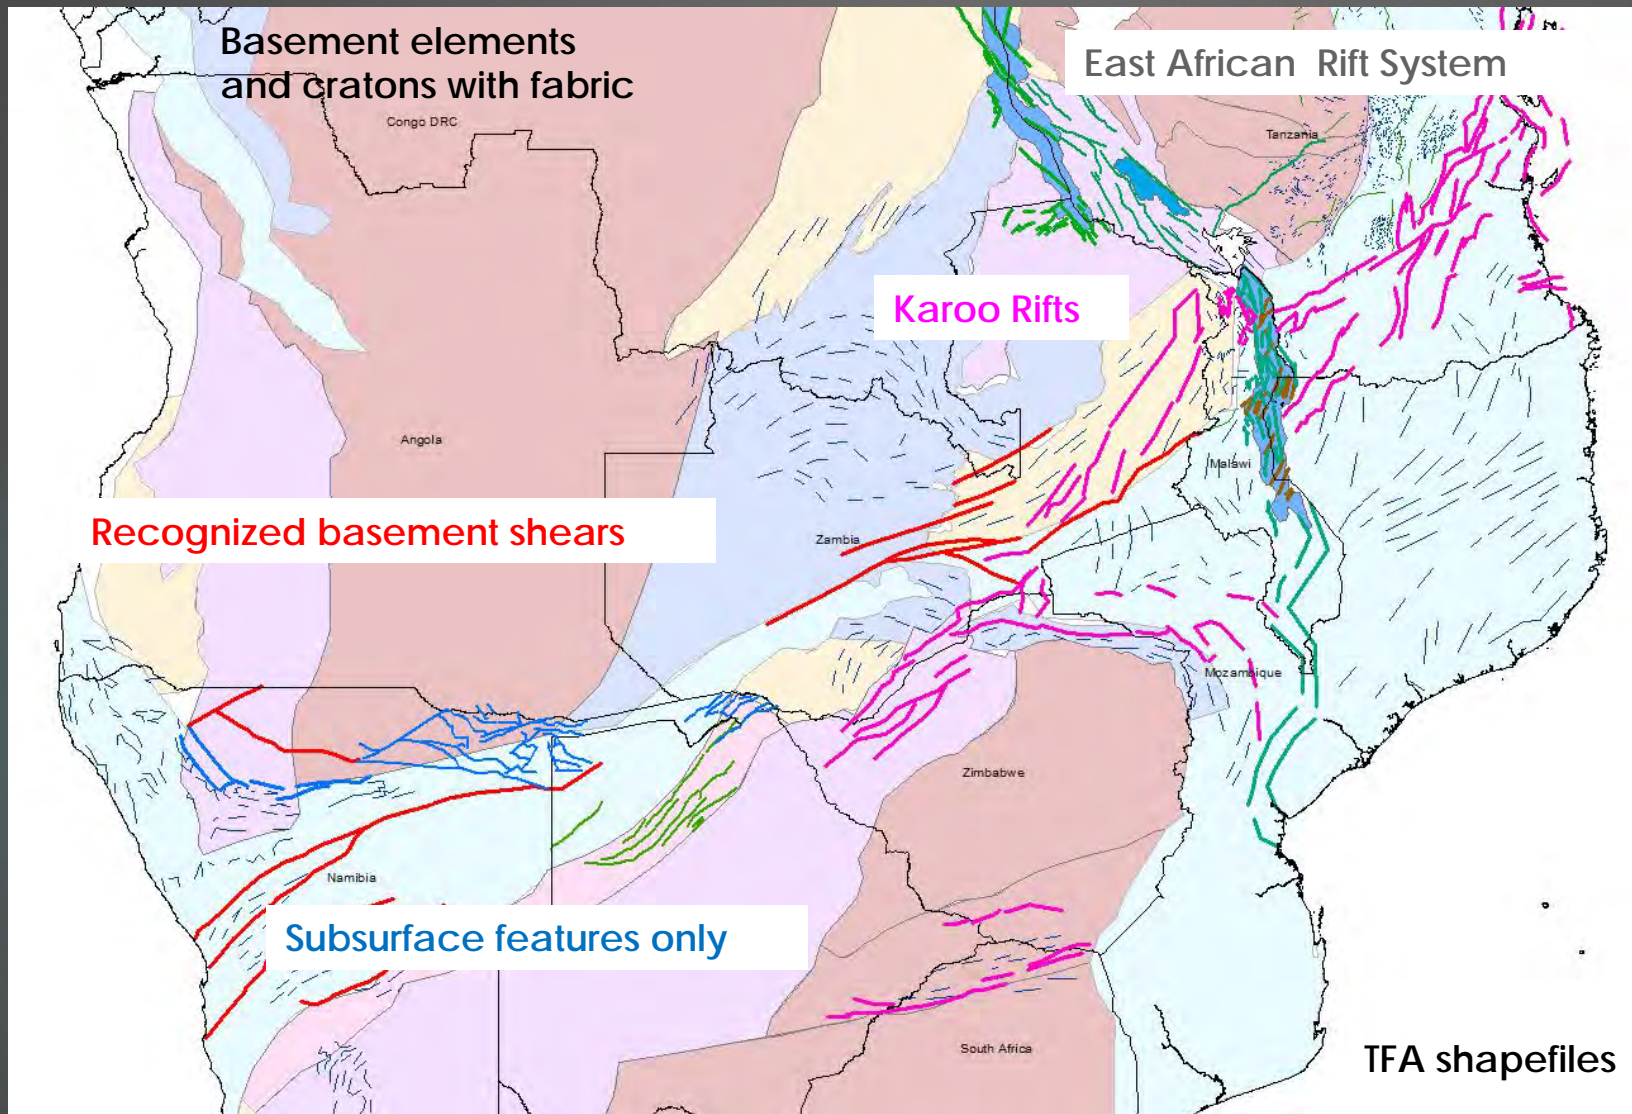 Basement elements
and cratons with fabric
East African Rift System
Congo DRC
Tanzania
Karoo Rifts
Angola
Malawi
Recognized basement shears
Zambia
Mozambique
Zimbabwe
Namibia
Subsurface features only
South Africa
TFA shapefiles